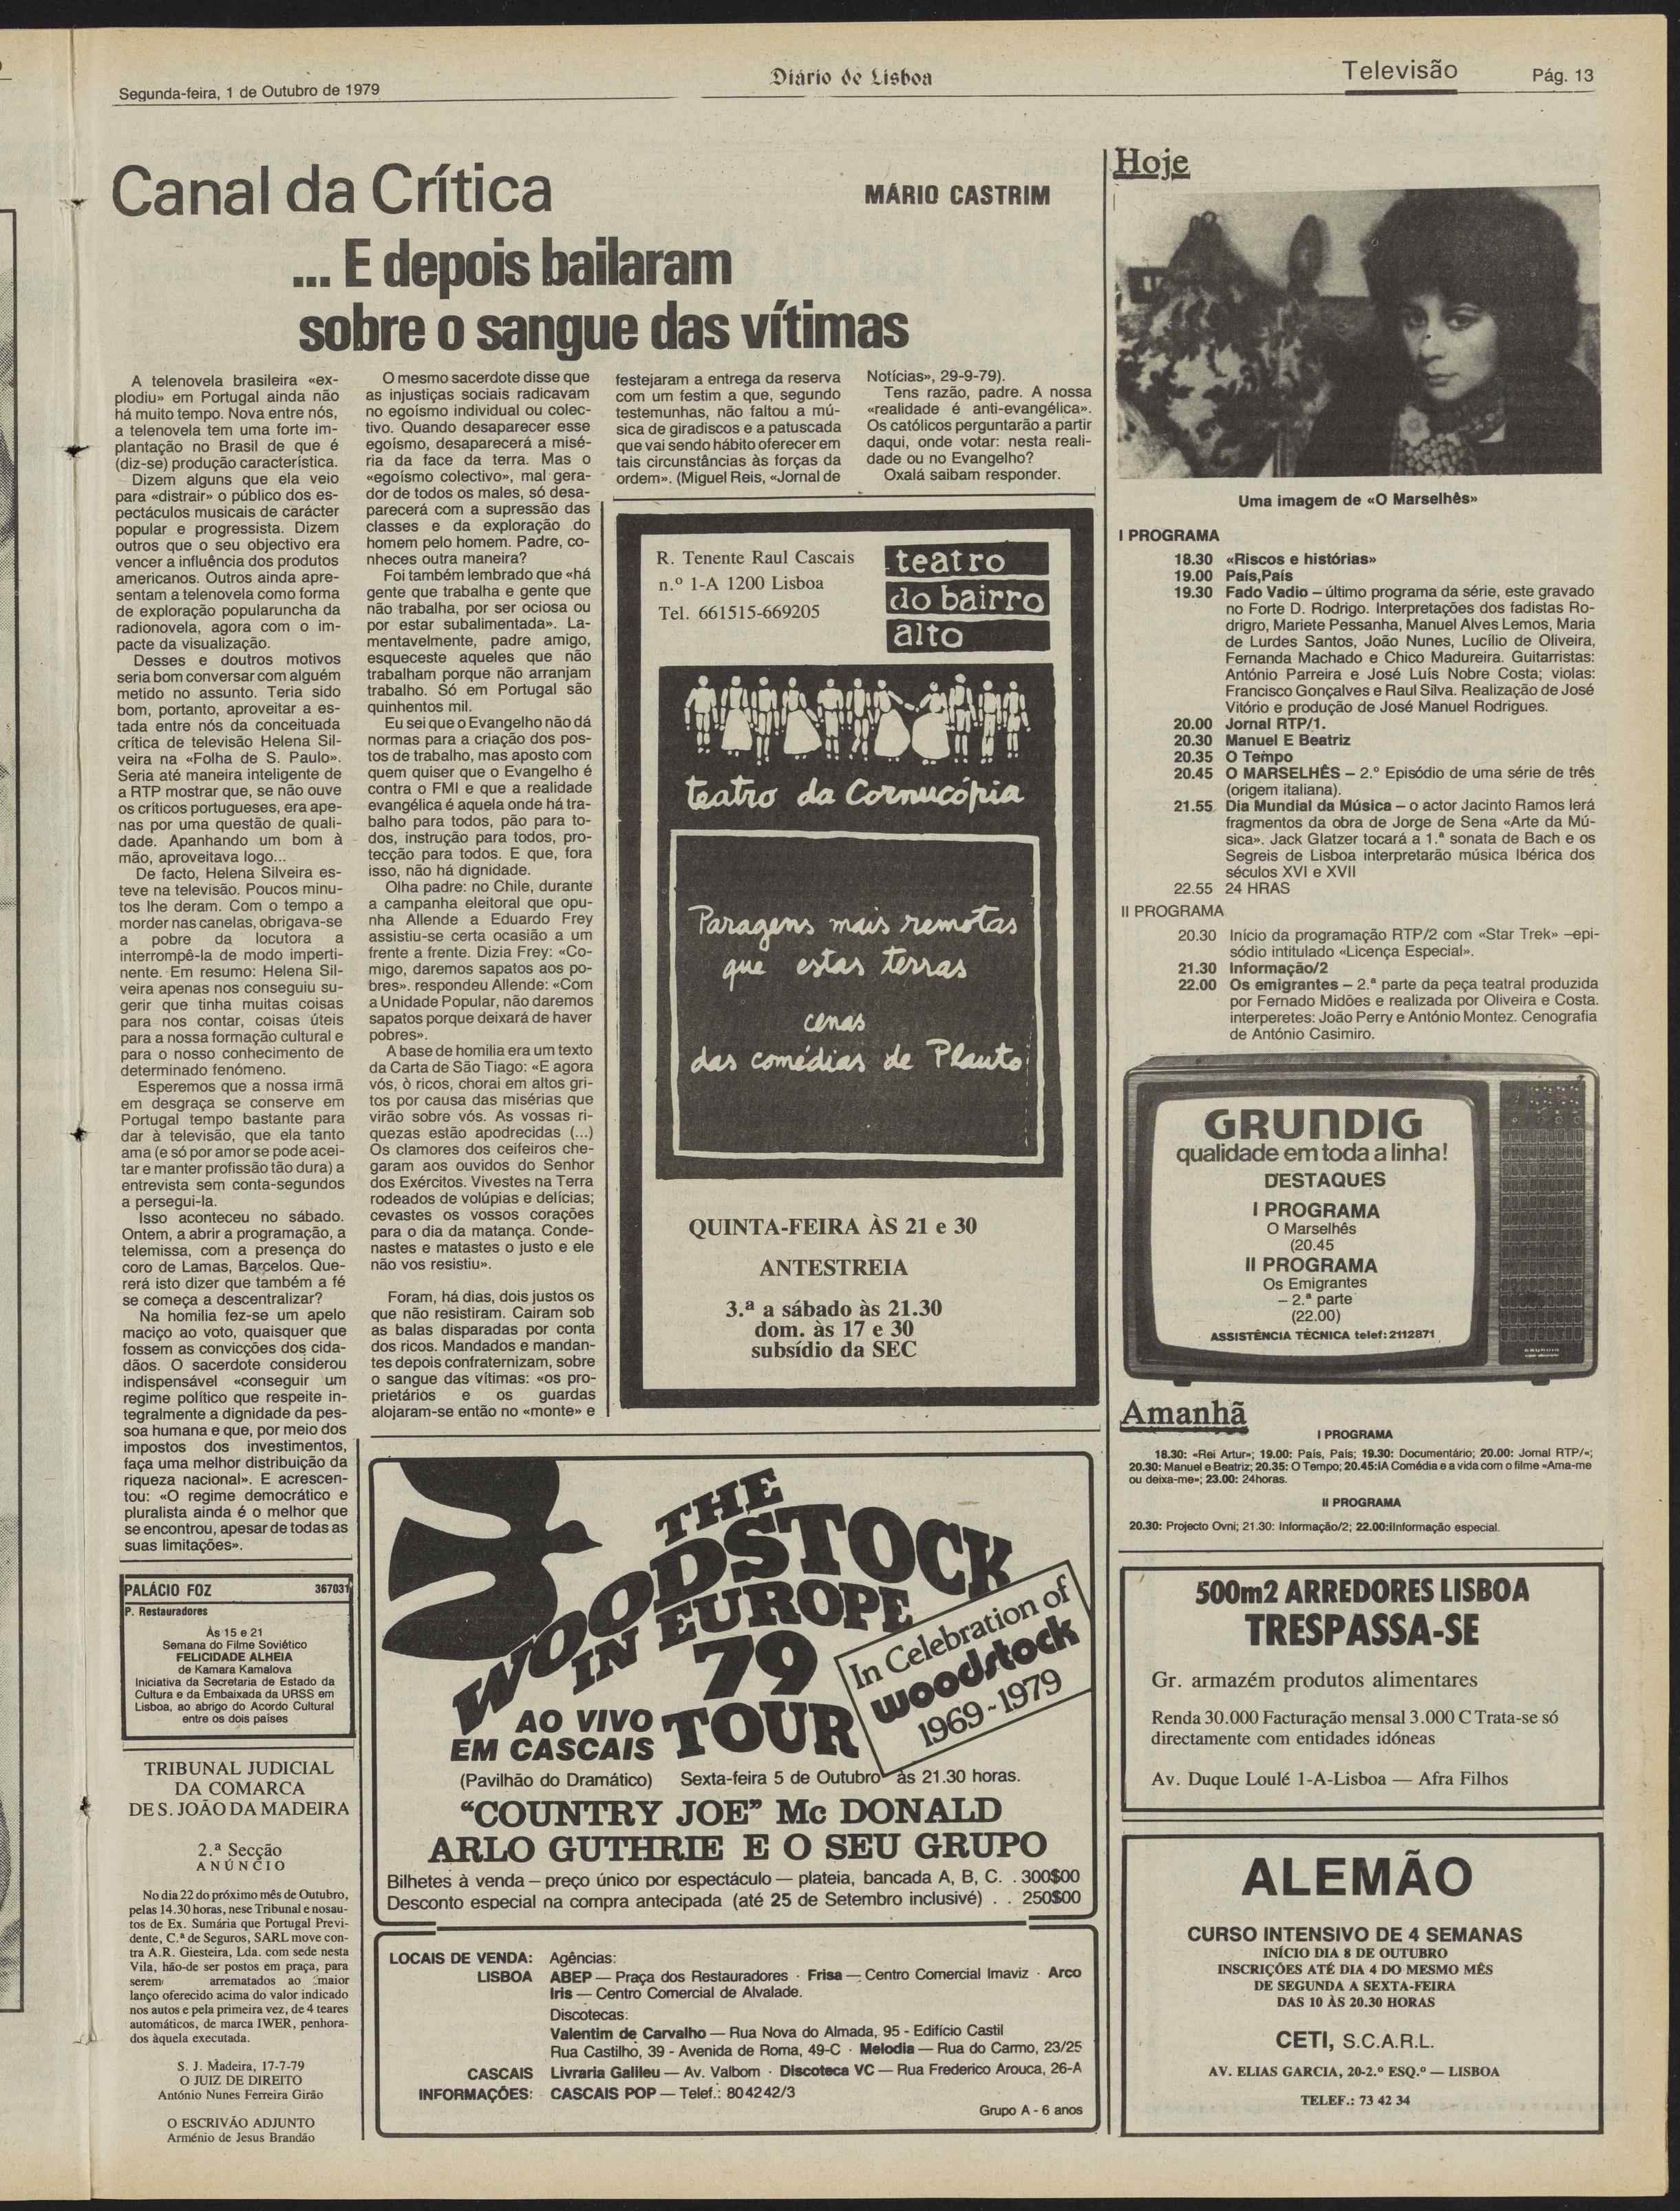 Segunda-feira, 1 de Outubro de 1979
Diário de Lisboa
Televisão
Pág. 13
Canal da Crítica
MÁRIO CASTRIM
... E depois bailaram
sobre o sangue das vítimas
A telenovela brasileira «ex-
plodiu» em Portugal ainda não
há muito tempo. Nova entre nós,
a telenovela tem uma forte im-
plantação no Brasil de que é
(diz-se) produção característica.
Dizem alguns que ela veio
para «distrair» o público dos es-
pectáculos musicais de carácter
popular e progressista. Dizem
outros que o seu objectivo era
vencer a influência dos produtos
americanos. Outros ainda apre-
sentam a telenovela como forma
de exploração popularuncha da
radionovela, agora com o im-
pacte da visualização.
Desses e doutros motivos
seria bom conversar com alguém
metido no assunto. Teria sido
bom, portanto, aproveitar a es-
tada entre nós da conceituada
crítica de televisão Helena Sil-
veira na «Folha de S. Paulo».
Seria até maneira inteligente de
a RTP mostrar que, se não ouve
os críticos portugueses, era ape-
nas por uma questão de quali-
dade. Apanhando um bom à
mão, aproveitava logo...
De facto, Helena Silveira es-
teve na televisão. Poucos minu-
tos lhe deram. Com o tempo a
morder nas canelas, obrigava-se
a pobre da locutora a
interrompê-la de modo imperti-
nente. Em resumo: Helena Sil-
veira apenas nos conseguiu su-
gerir que tinha muitas coisas
para nos contar, coisas úteis
para a nossa formação cultural e
para o nosso conhecimento de
determinado fenómeno.
Esperemos que a nossa irmã
em desgraça se conserve em
Portugal tempo bastante para
dar à televisão, que ela tanto
ama (e só por amor se pode acei-
tar e manter profissão tão dura) a
entrevista sem conta-segundos
a persegui-la.
Isso aconteceu no sábado.
Ontem, a abrir a programação, a
telemissa, com a presença do
coro de Lamas, Barcelos. Que-
rerá isto dizer que também a fé
se começa a descentralizar?
Na homilia fez-se um apelo
maciço ao voto, quaisquer que
fossem as convicções dos cida-
dãos. O sacerdote considerou
indispensável «conseguir um
regime político que respeite in-
tegralmente a dignidade da pes-
soa humana e que, por meio dos
impostos dos investimentos,
faça uma melhor distribuição da
riqueza nacional». E acrescen-
tou: «O regime democrático e
pluralista ainda é o melhor que
se encontrou, apesar de todas as
suas limitações».
O mesmo sacerdote disse que
as injustiças sociais radicavam
no egoísmo individual ou colec-
tivo. Quando desaparecer esse
egoísmo, desaparecerá a misé-
ria da face da terra. Mas o
«egoísmo colectivo», mal gera-
dor de todos os males, só desa-
parecerá com a supressão das
classes e da exploração do
homem pelo homem. Padre, co-
nheces outra maneira?
Foi também lembrado que «há
gente que trabalha e gente que
não trabalha, por ser ociosa ou
por estar subalimentada». La-
mentavelmente, padre amigo,
esqueceste aqueles que não
trabalham porque não arranjam
trabalho. Só em Portugal são
quinhentos mil.
Eu sei que o Evangelho não dá
normas para a criação dos pos-
tos de trabalho, mas aposto com
quem quiser que o Evangelho é
contra o FMI e que a realidade
evangélica é aquela onde há tra-
balho para todos, pão para to-
dos, instrução para todos, pro-
tecção para todos. E que, fora
isso, não há dignidade.
Olha padre: no Chile, durante
a campanha eleitoral que opu-
nha Allende a Eduardo Frey
assistiu-se certa ocasião a um
frente a frente. Dizia Frey: «Co-
migo, daremos sapatos aos po-
bres». respondeu Allende: «Com
a Unidade Popular, não daremos
sapatos porque deixará de haver
pobres».
A base de homilia era um texto
da Carta de São Tiago: «E agora
vós, ò ricos, chorai em altos gri-
tos por causa das misérias que
virão sobre vós. As vossas ri-
quezas estão apodrecidas (...)
Os clamores dos ceifeiros che-
garam aos ouvidos do Senhor
dos Exércitos. Vivestes na Terra
rodeados de volúpias e delícias;
cevastes os vossos corações
para o dia da matança. Conde-
nastes e matastes o justo e ele
não vos resistiu».
Foram, há dias, dois justos os
que não resistiram. Cairam sob
as balas disparadas por conta
dos ricos. Mandados e mandan-
tes depois confraternizam, sobre
o sangue das vítimas: «os pro-
prietários e os guardas
alojaram-se então no «monte» e
festejaram a entrega da reserva
com um festim a que, segundo
testemunhas, não faltou a mú-
sica de giradiscos e a patuscada
que vai sendo hábito oferecer em
tais circunstâncias às forças da
ordem». (Miguel Reis, «Jornal de
Notícias», 29-9-79).
Tens razão, padre. A nossa
«realidade é anti-evangélica».
Os católicos perguntarão a partir
daqui, onde votar: nesta reali-
dade ou no Evangelho?
Oxalá saibam responder.
R. Tenente Raul Cascais
n.º 1-A 1200 Lisboa
Tel. 661515-669205
teatro
do bairro
alto
teatro da Cornucópia
Paragens mais remotas
que estas terras
cenas
das comédias de Plauto
QUINTA-FEIRA ÀS 21 e 30
ANTESTREIA
3.ª a sábado às 21.30
dom. às 17 e 30
subsídio da SEC
Hoje
Uma imagem de «O Marselhês»
I PROGRAMA
18.30 «Riscos e histórias»
19.00 País,País
19.30 Fado Vadio – último programa da série, este gravado
no Forte D. Rodrigo. Interpretações dos fadistas Ro-
drigro, Mariete Pessanha, Manuel Alves Lemos, Maria
de Lurdes Santos, João Nunes, Lucílio de Oliveira,
Fernanda Machado e Chico Madureira. Guitarristas:
António Parreira e José Luís Nobre Costa; violas:
Francisco Gonçalves e Raul Silva. Realização de José
Vitório e produção de José Manuel Rodrigues.
20.00 Jornal RTP/1.
20.30 Manuel E Beatriz
20.35 O Tempo
20.45 O MARSELHÊS – 2.º Episódio de uma série de três
(origem italiana).
21.55 Dia Mundial da Música – o actor Jacinto Ramos lerá
fragmentos da obra de Jorge de Sena «Arte da Mú-
sica». Jack Glatzer tocará a 1.ª sonata de Bach e os
Segreis de Lisboa interpretarão música Ibérica dos
séculos XVI e XVII
22.55 24 HRAS
II PROGRAMA
20.30 Início da programação RTP/2 com «Star Trek» –epi-
sódio intitulado «Licença Especial».
21.30 Informação/2
22.00 Os emigrantes – 2.ª parte da peça teatral produzida
por Fernado Midões e realizada por Oliveira e Costa.
interperetes: João Perry e António Montez. Cenografia
de António Casimiro.
GRUNDIG
qualidade em toda a linha!
DESTAQUES
I PROGRAMA
O Marselhês
(20.45
II PROGRAMA
Os Emigrantes
– 2.ª parte
(22.00)
ASSISTÊNCIA TÉCNICA telef: 2112871
GRUNDIG
Amanhã
I PROGRAMA
18.30: «Rei Artur»; 19.00: País, País; 19.30: Documentário; 20.00: Jornal RTP/«;
20.30: Manuel e Beatriz; 20.35: O Tempo; 20.45:iA Comédia e a vida com o filme «Ama-me
ou deixa-me»; 23.00: 24horas.
II PROGRAMA
20.30: Projecto Ovni; 21.30: Informação/2; 22.00:iInformação especial.
PALÁCIO FOZ 367031
P. Restauradores
Às 15 e 21
Semana do Filme Soviético
FELICIDADE ALHEIA
de Kamara Kamalova
Iniciativa da Secretaria de Estado da
Cultura e da Embaixada da URSS em
Lisboa, ao abrigo do Acordo Cultural
entre os dois países
TRIBUNAL JUDICIAL
DA COMARCA
DE S. JOÃO DA MADEIRA
2.ª Secção
ANÚNCIO
No dia 22 do próximo mês de Outubro,
pelas 14.30 horas, nese Tribunal e nosau-
tos de Ex. Sumária que Portugal Previ-
dente, C.ª de Seguros, SARL move con-
tra A.R. Giesteira, Lda. com sede nesta
Vila, hão-de ser postos em praça, para
serem arrematados ao maior
lanço oferecido acima do valor indicado
nos autos e pela primeira vez, de 4 teares
automáticos, de marca IWER, penhora-
dos àquela executada.
S. J. Madeira, 17-7-79
O JUIZ DE DIREITO
António Nunes Ferreira Girão
O ESCRIVÃO ADJUNTO
Arménio de Jesus Brandão
THE
WOODSTOCK
IN EUROPE
79
TOUR
In Celebration of
woodstock
1969-1979
AO VIVO
EM CASCAIS
(Pavilhão do Dramático) Sexta-feira 5 de Outubro às 21.30 horas.
“COUNTRY JOE” Mc DONALD
ARLO GUTHRIE E O SEU GRUPO
Bilhetes à venda – preço único por espectáculo — plateia, bancada A, B, C. . 300$00
Desconto especial na compra antecipada (até 25 de Setembro inclusivé) . . 250$00
LOCAIS DE VENDA: Agências:
LISBOA ABEP — Praça dos Restauradores · Frisa — Centro Comercial Imaviz · Arco
Iris — Centro Comercial de Alvalade.
Discotecas:
Valentim de Carvalho — Rua Nova do Almada, 95 - Edifício Castil
Rua Castilho, 39 - Avenida de Roma, 49-C · Melodia — Rua do Carmo, 23/25
CASCAIS Livraria Galileu — Av. Valbom · Discoteca VC — Rua Frederico Arouca, 26-A
INFORMAÇÕES: CASCAIS POP — Telef.: 804242/3
Grupo A - 6 anos
500m2 ARREDORES LISBOA
TRESPASSA-SE
Gr. armazém produtos alimentares
Renda 30.000 Facturação mensal 3.000 C Trata-se só
directamente com entidades idóneas
Av. Duque Loulé 1-A-Lisboa — Afra Filhos
ALEMÃO
CURSO INTENSIVO DE 4 SEMANAS
INÍCIO DIA 8 DE OUTUBRO
INSCRIÇÕES ATÉ DIA 4 DO MESMO MÊS
DE SEGUNDA A SEXTA-FEIRA
DAS 10 ÀS 20.30 HORAS
CETI, S.C.A.R.L.
AV. ELIAS GARCIA, 20-2.º ESQ.º — LISBOA
TELEF.: 73 42 34